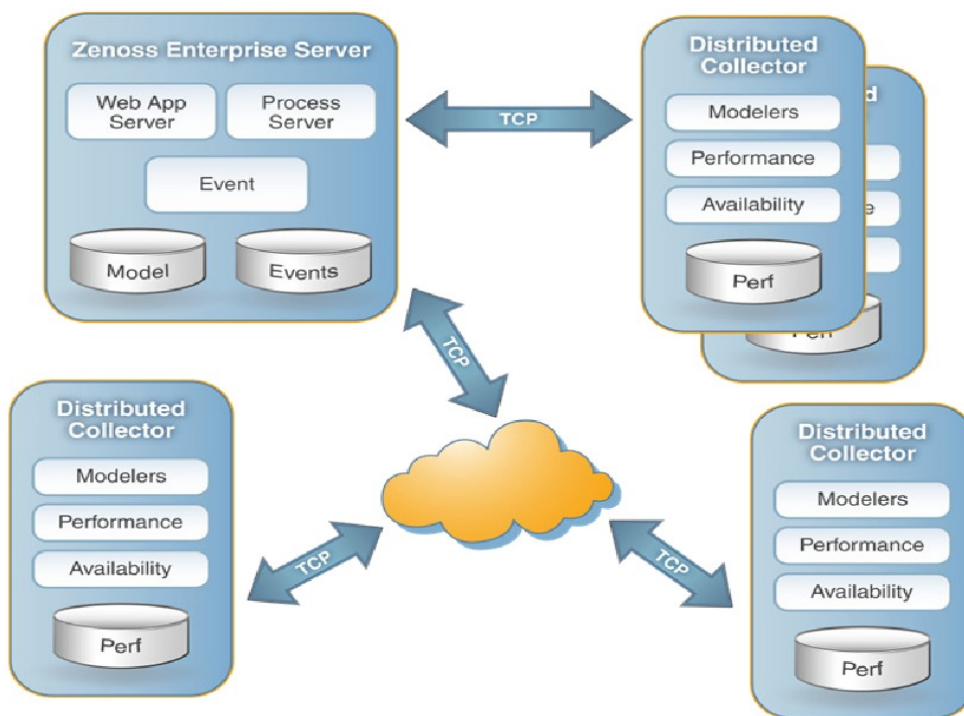 Zenoss Enterprise Server
Web App
Server
Process
Server
Event
Model
Events
TCP
Distributed
Collector
Modelers
Performance
Availability
Perf
TCP
Distributed
Collector
Modelers
Performance
Availability
Perf
TCP
TCP
Distributed
Collector
Modelers
Performance
Availability
Perf